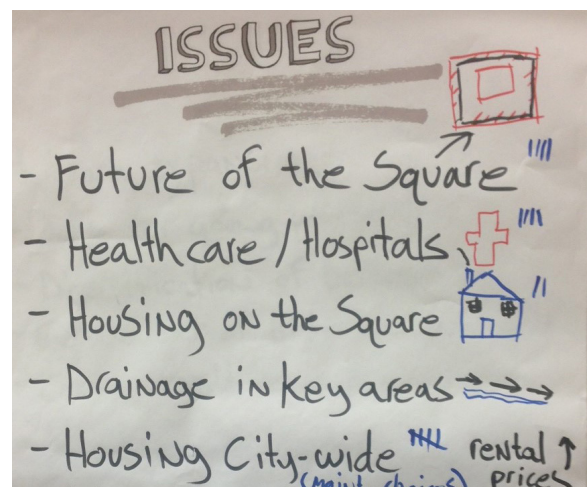 ISSUES
- Future of the Square
- Healthcare / Hospitals
- Housing on the Square
- Drainage in key areas
- Housing City-wide rental
prices